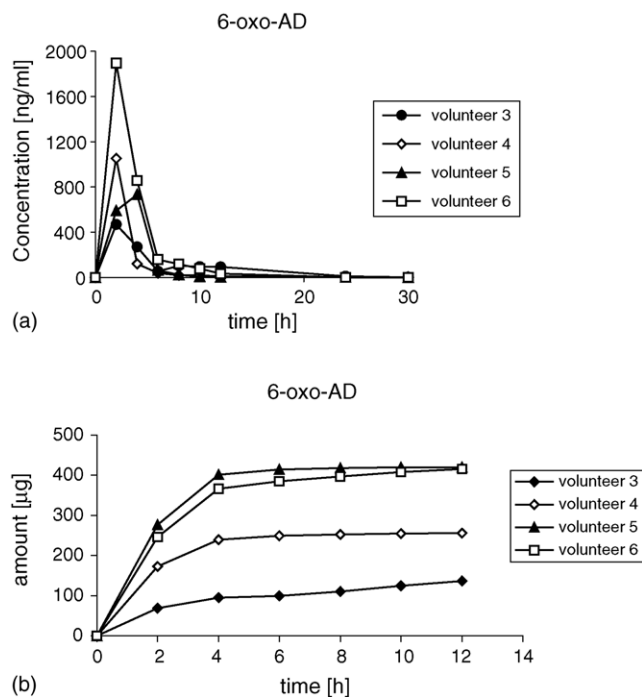 6-oxo-AD
Concentration [ng/ml]
2000
1600
1200
800
400
0
0 10 20 30
time [h]
volunteer 3
volunteer 4
volunteer 5
volunteer 6
(a)
6-oxo-AD
amount [µg]
500
400
300
200
100
0
0 2 4 6 8 10 12 14
time [h]
volunteer 3
volunteer 4
volunteer 5
volunteer 6
(b)